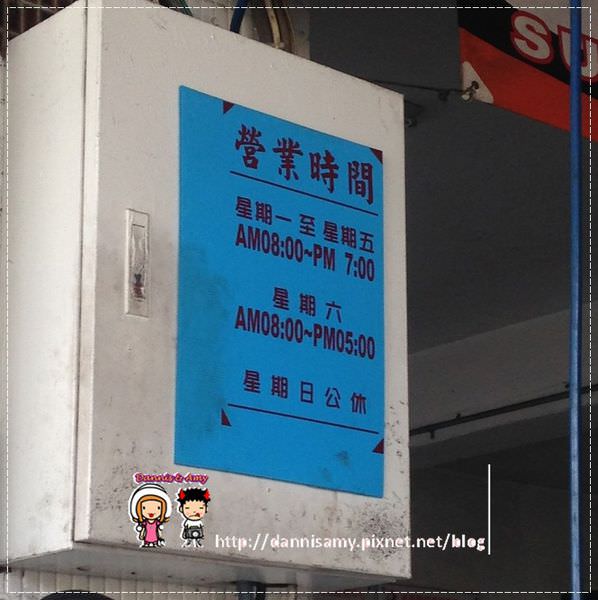 SU
營業時間
星期一至星期五
AM08:00~PM 7:00
星期六
AM08:00~PM05:00
星期日公休
Dannis & Amy
http://dannisamy.pixnet.net/blog